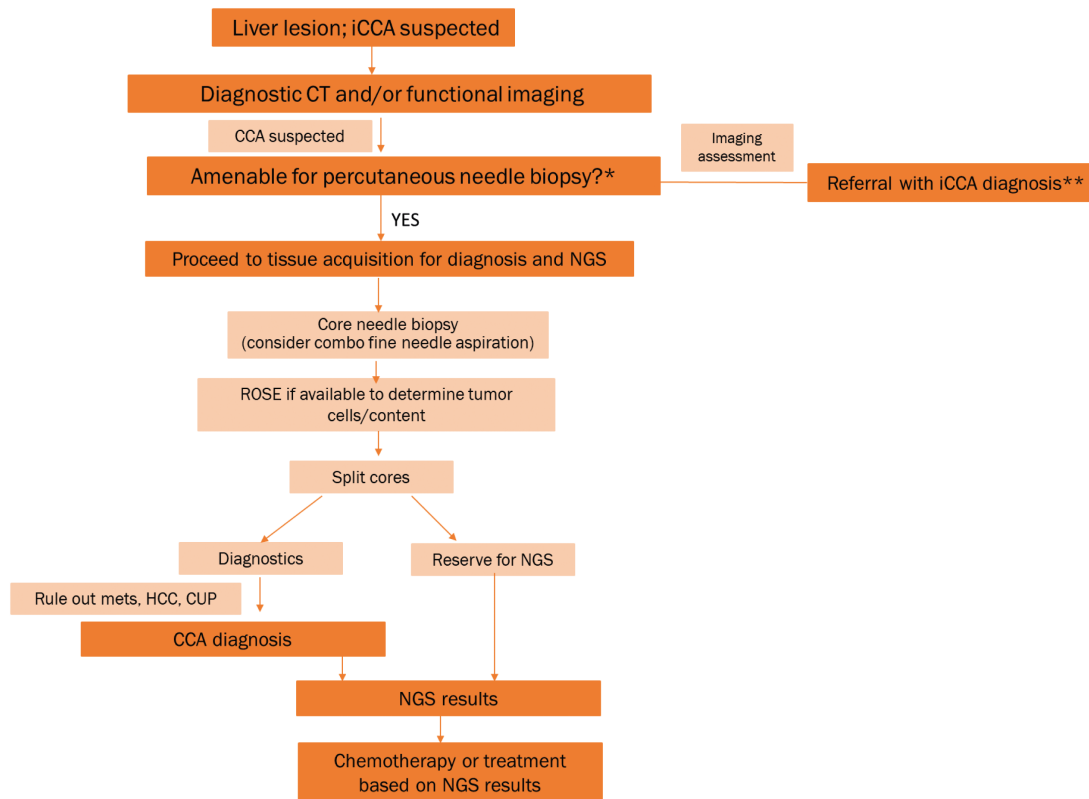 Liver lesion; iCCA suspected
Diagnostic CT and/or functional imaging
CCA suspected
Imaging
assessment
Amenable for percutaneous needle biopsy?*
Referral with iCCA diagnosis**
YES
Proceed to tissue acquisition for diagnosis and NGS
Core needle biopsy
(consider combo fine needle aspiration)
ROSE if available to determine tumor
cells/content
Split cores
Diagnostics
Reserve for NGS
Rule out mets, HCC, CUP
CCA diagnosis
NGS results
Chemotherapy or treatment
based on NGS results